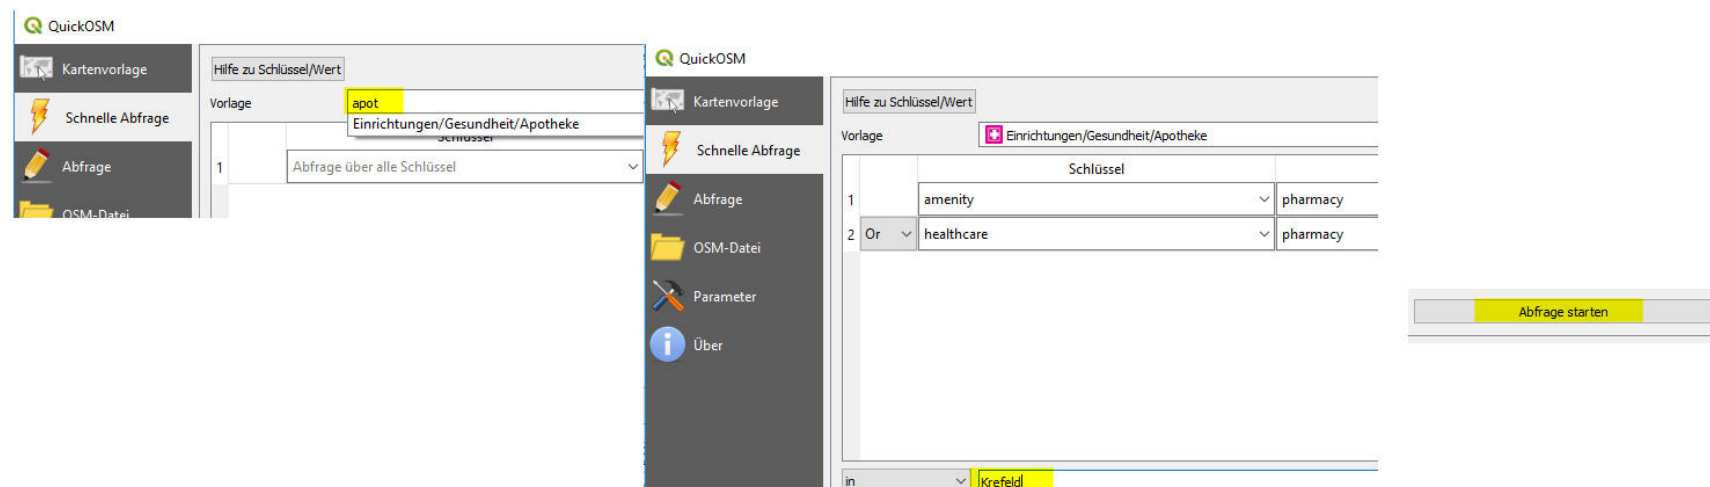 QuickOSM
Kartenvorlage
Schnelle Abfrage
Abfrage
OSM-Datei
Hilfe zu Schlüssel/Wert
Vorlage
apot
Einrichtungen/Gesundheit/Apotheke
Schlüssel
1
Abfrage über alle Schlüssel
QuickOSM
Kartenvorlage
Schnelle Abfrage
Abfrage
OSM-Datei
Parameter
Über
Hilfe zu Schlüssel/Wert
Vorlage
Einrichtungen/Gesundheit/Apotheke
Schlüssel
1 amenity pharmacy
2 Or healthcare pharmacy
in Krefeld
Abfrage starten